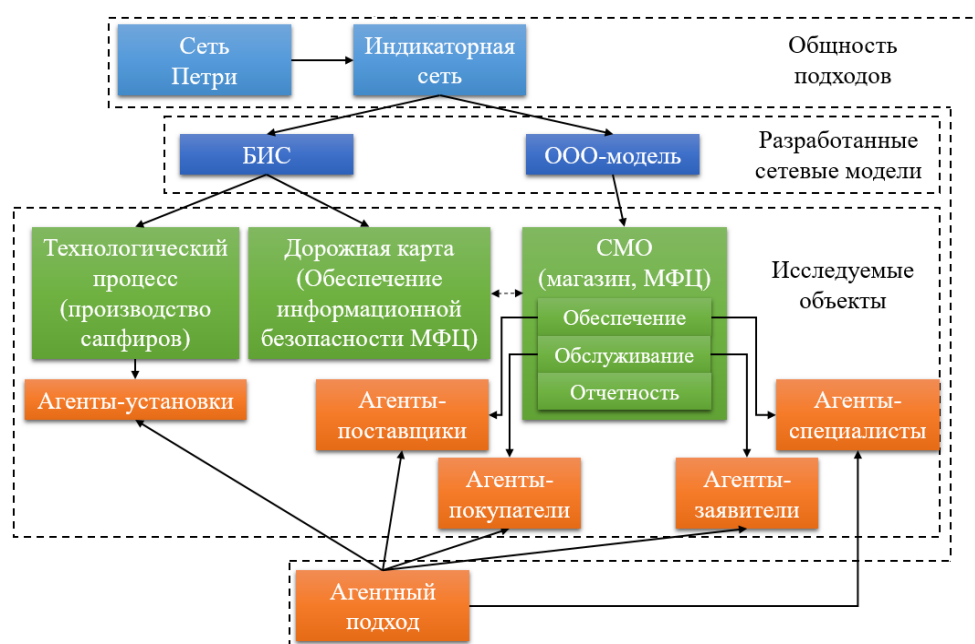 Сеть
Петри
Индикаторная
сеть
Общность
подходов
БИС
ООО-модель
Разработанные
сетевые модели
Технологический
процесс
(производство
сапфиров)
Дорожная карта
(Обеспечение
информационной
безопасности МФЦ)
СМО
(магазин, МФЦ)
Обеспечение
Обслуживание
Отчетность
Исследуемые
объекты
Агенты-установки
Агенты-
поставщики
Агенты-
специалисты
Агенты-
покупатели
Агенты-
заявители
Агентный
подход